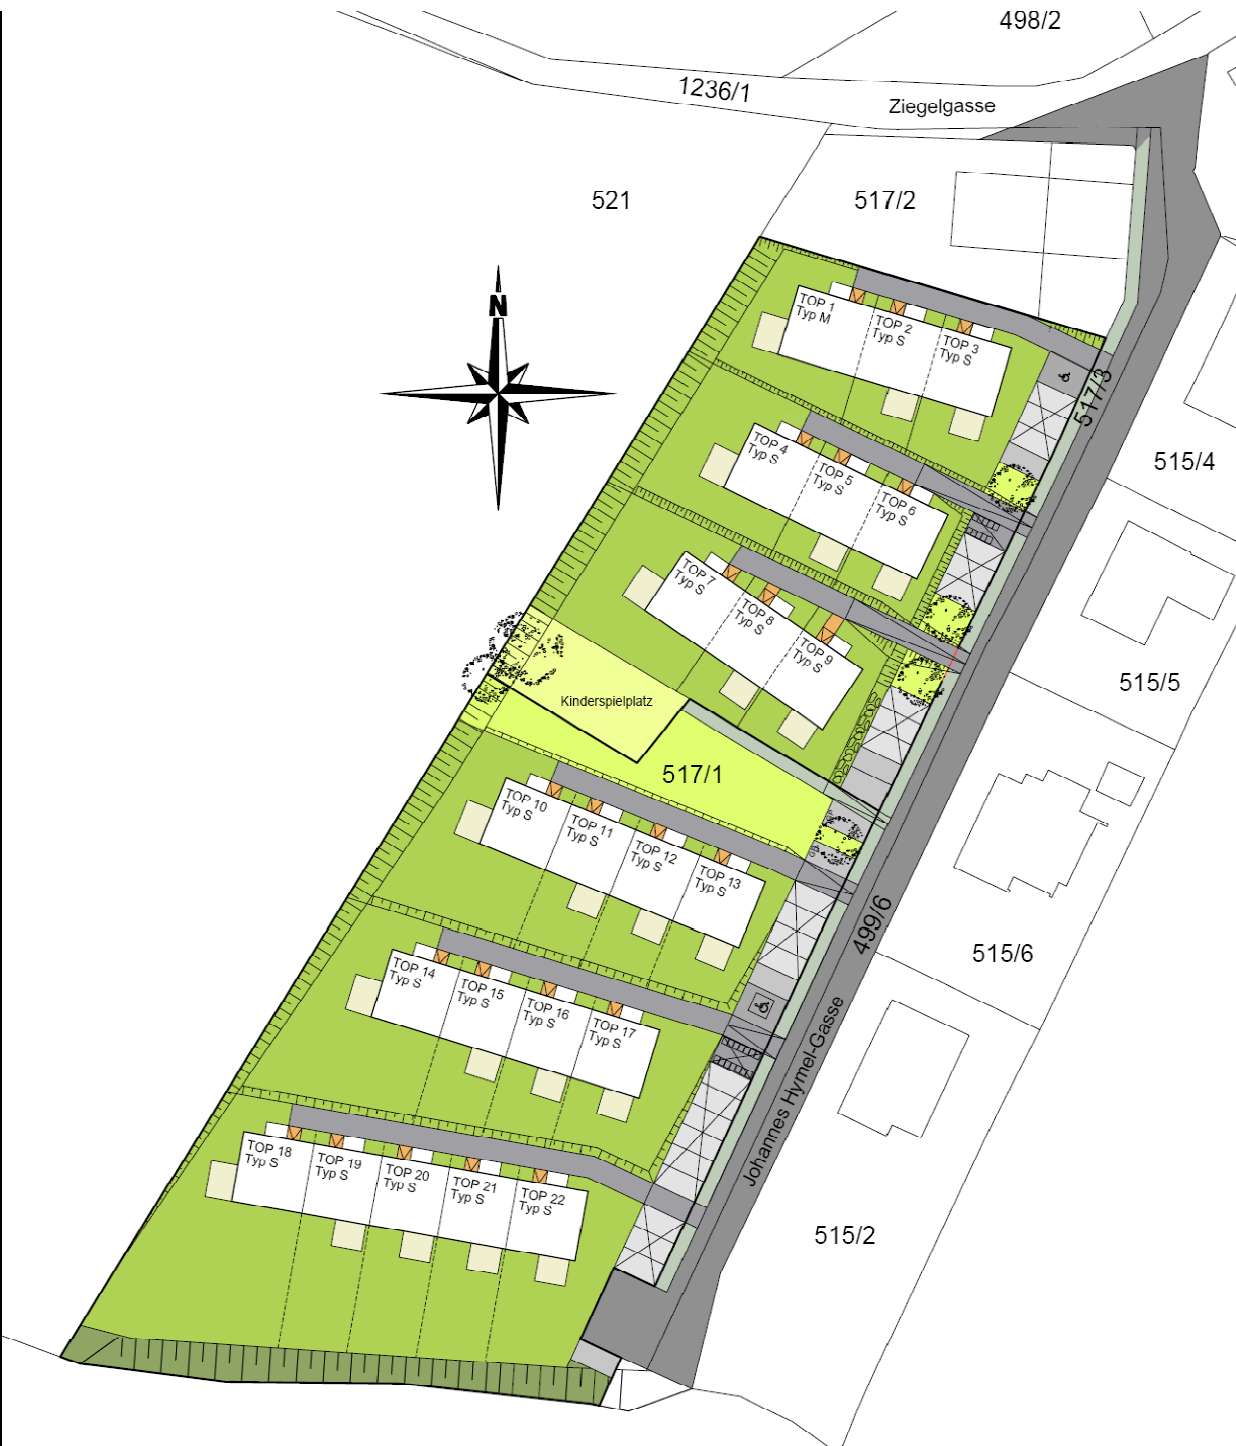 498/2
1236/1
Ziegelgasse
521
517/2
N
TOP 1
Typ M
TOP 2
Typ S
TOP 3
Typ S
517/3
TOP 4
Typ S
TOP 5
Typ S
TOP 6
Typ S
515/4
TOP 7
Typ S
TOP 8
Typ S
TOP 9
Typ S
515/5
Kinderspielplatz
517/1
TOP 10
Typ S
TOP 11
Typ S
TOP 12
Typ S
TOP 13
Typ S
499/6
515/6
TOP 14
Typ S
TOP 15
Typ S
TOP 16
Typ S
TOP 17
Typ S
Johannes Hymel-Gasse
TOP 18
Typ S
TOP 19
Typ S
TOP 20
Typ S
TOP 21
Typ S
TOP 22
Typ S
515/2